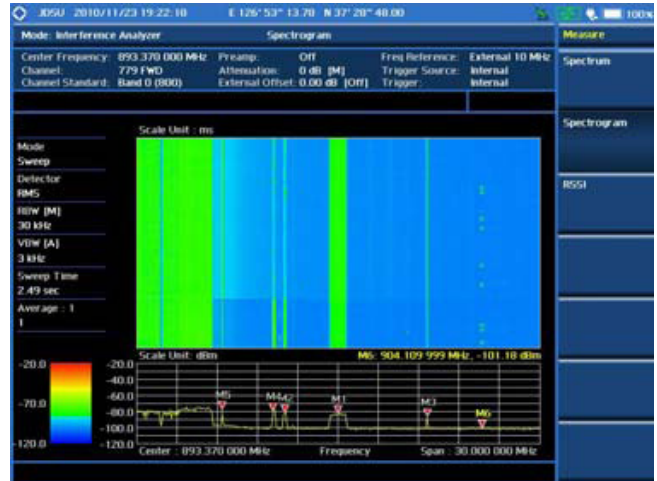 JDSU 2010/11/23 19:22:10 E 126° 53" 13.70 N 37° 28" 48.00 100%
Mode: Interference Analyzer Spectrogram Measure
Center Frequency: 893.370 000 MHz Preamp: Off Freq Reference: External 10 MHz
Channel: 779 FWD Attenuation: 0 dB [M] Trigger Source: Internal
Channel Standard: Band 0 (800) External Offset: 0.00 dB [Off] Trigger: Internal
Spectrum
Spectrogram
RSSI
Scale Unit : ms
Mode
Sweep
Detector
RMS
RBW [M]
30 kHz
VBW [A]
3 kHz
Sweep Time
2.49 sec
Average : 1
1
Scale Unit: dBm M6: 904.109 999 MHz, -101.18 dBm
-20.0 -20.0
-40.0
-60.0
-70.0 -80.0
-100.0
-120.0 -120.0
M5 M4 M2 M1 M3 M6
Center : 893.370 000 MHz Frequency Span : 30.000 000 MHz